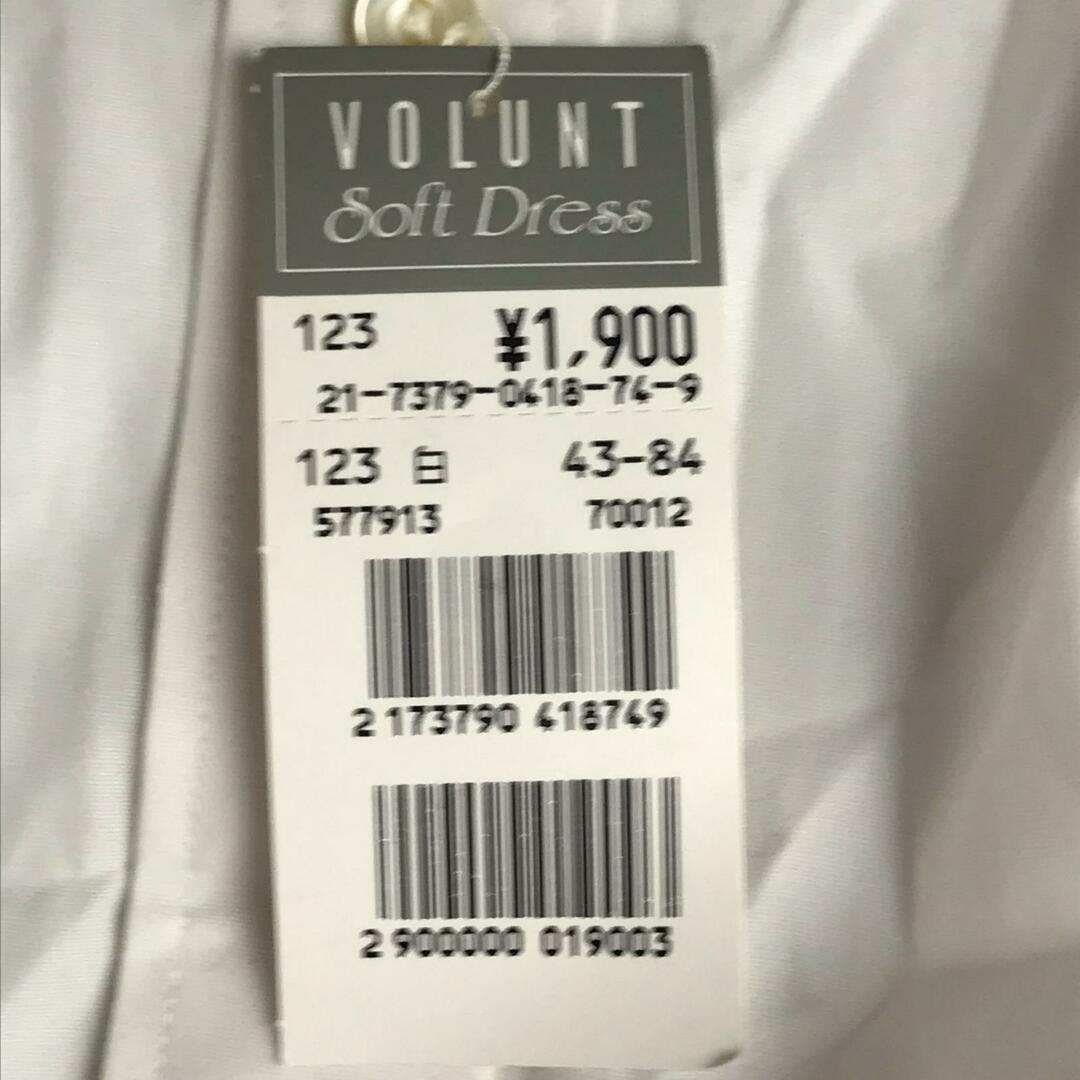 VOLUNT
Soft Dress
123 ¥1,900
21-7379-0418-74-9
123 白 43-84
577913 70012
2 173790 418749
2 900000 019003